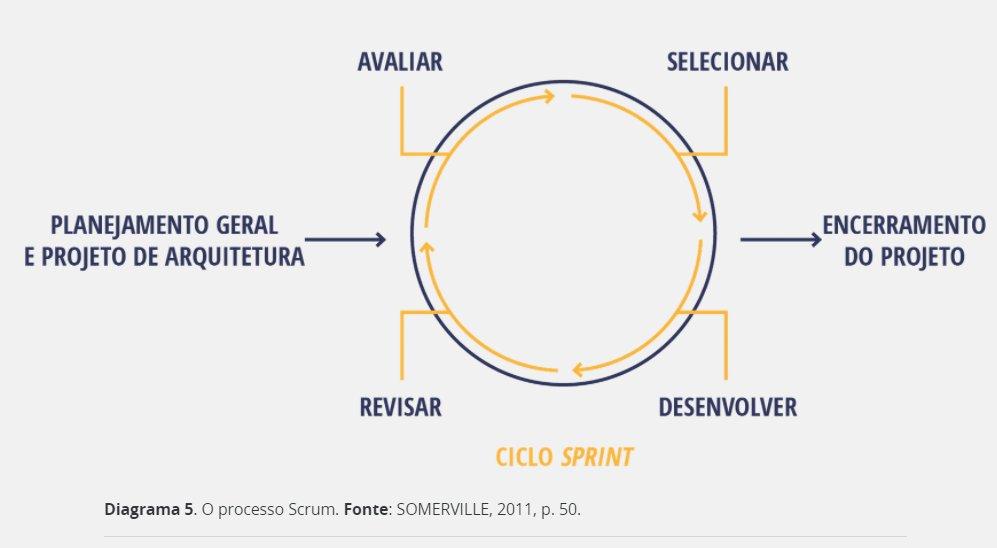 AVALIAR
SELECIONAR
PLANEJAMENTO GERAL
E PROJETO DE ARQUITETURA
ENCERRAMENTO
DO PROJETO
REVISAR
DESENVOLVER
CICLO SPRINT
Diagrama 5. O processo Scrum. Fonte: SOMERVILLE, 2011, p. 50.